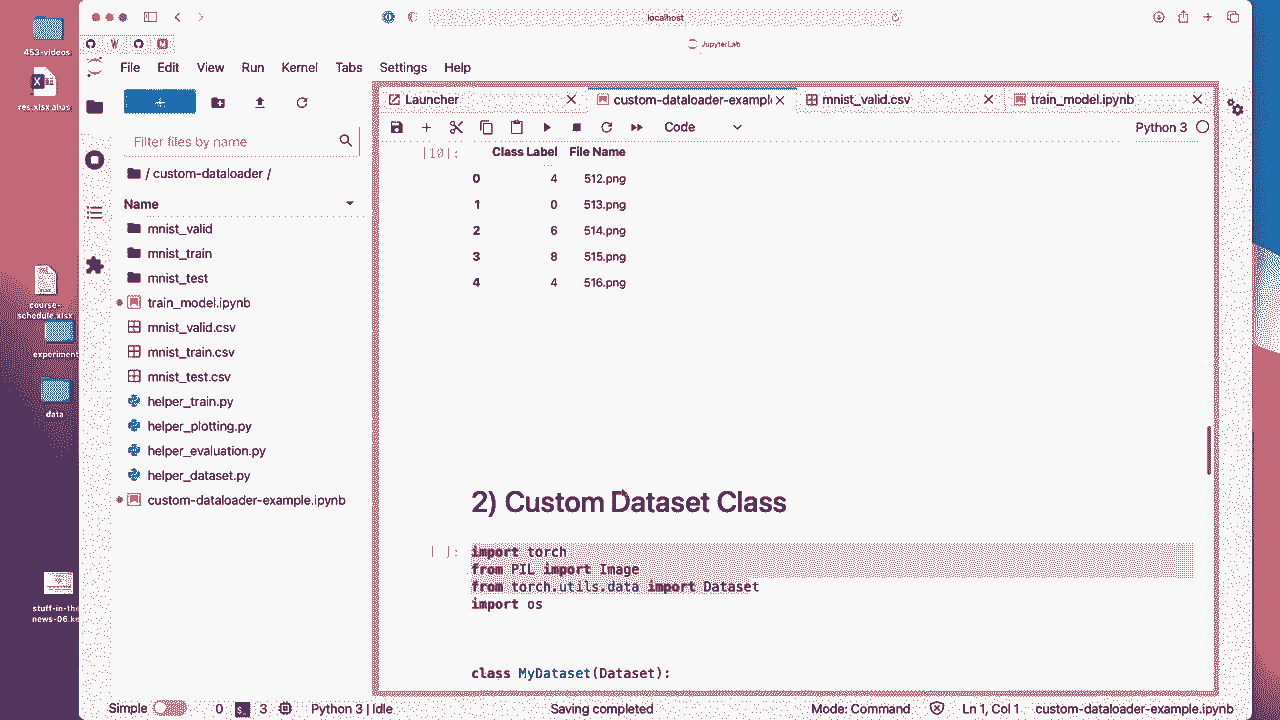 localhost
JupyterLab
453-videos
res.xlsx alias
course-schedule.xlsx
experiment
data
stuff-in-the
news-06.ke
File Edit View Run Kernel Tabs Settings Help
Filter files by name
/ custom-dataloader /
Name
mnist_valid
mnist_train
mnist_test
train_model.ipynb
mnist_valid.csv
mnist_train.csv
mnist_test.csv
helper_train.py
helper_plotting.py
helper_evaluation.py
helper_dataset.py
custom-dataloader-example.ipynb
Launcher custom-dataloader-example mnist_valid.csv train_model.ipynb
Code Python 3
[10]: Class Label File Name
0 4 512.png
1 0 513.png
2 6 514.png
3 8 515.png
4 4 516.png
2) Custom Dataset Class
[ ]: import torch
from PIL import Image
from torch.utils.data import Dataset
import os
class MyDataset(Dataset):
Simple 0 $_ 3 Python 3 | Idle Saving completed Mode: Command Ln 1, Col 1 custom-dataloader-example.ipynb